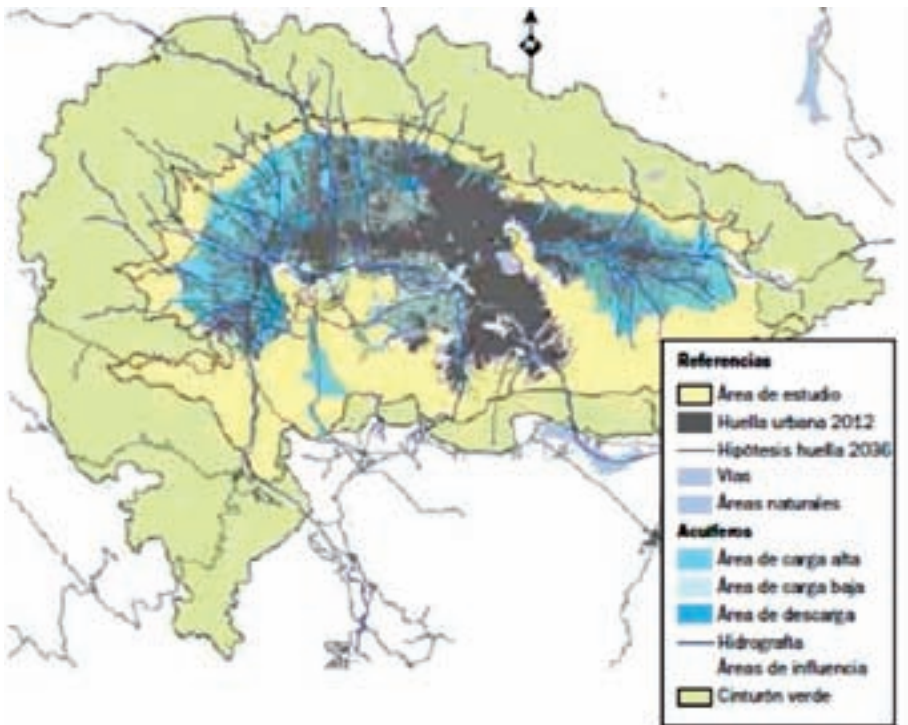 Referencias
Área de estudio
Huella urbana 2012
Hipótesis huella 2036
Vías
Áreas naturales
Acuíferos
Área de carga alta
Área de carga baja
Área de descarga
Hidrografía
Áreas de influencia
Cinturón verde